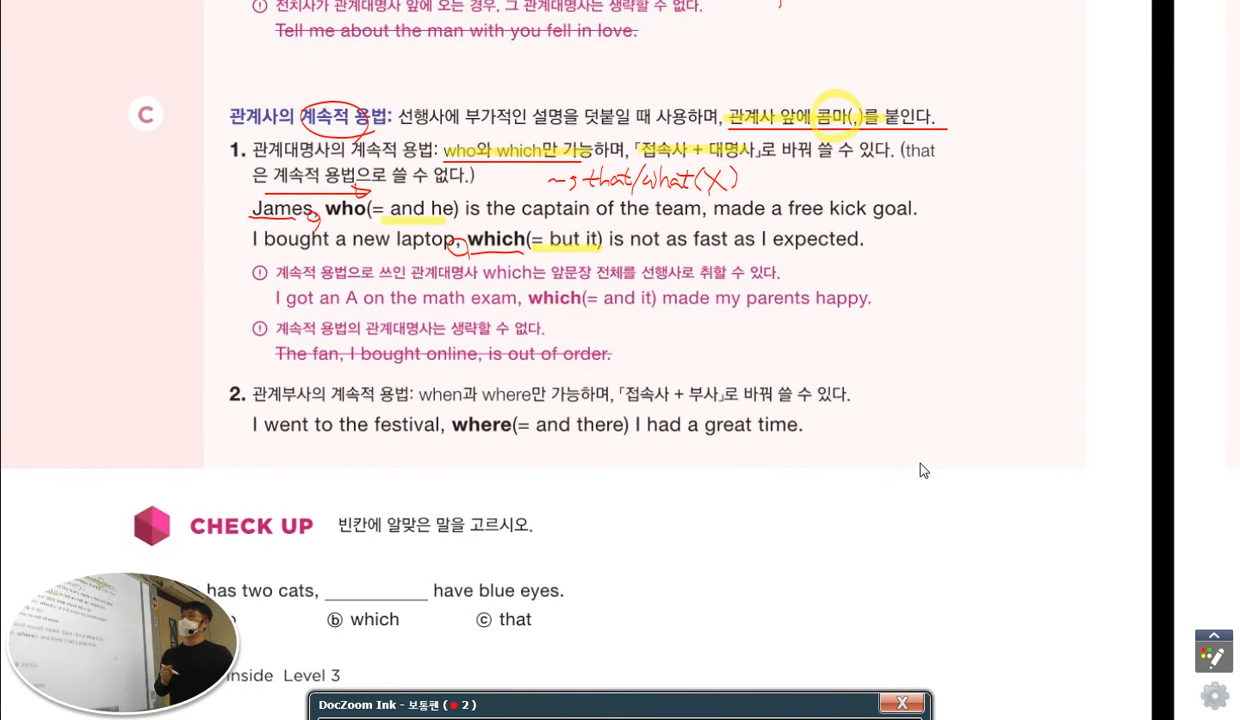 ① 전치사가 관계대명사 앞에 오는 경우, 그 관계대명사는 생략할 수 없다.
Tell me about the man with you fell in love.
C
관계사의 계속적 용법: 선행사에 부가적인 설명을 덧붙일 때 사용하며, 관계사 앞에 콤마(,)를 붙인다.
1. 관계대명사의 계속적 용법: who와 which만 가능하며, 「접속사 + 대명사」로 바꿔 쓸 수 있다. (that
은 계속적 용법으로 쓸 수 없다.)
~, that/what(X)
James, who(= and he) is the captain of the team, made a free kick goal.
I bought a new laptop, which(= but it) is not as fast as I expected.
! 계속적 용법으로 쓰인 관계대명사 which는 앞문장 전체를 선행사로 취할 수 있다.
I got an A on the math exam, which(= and it) made my parents happy.
! 계속적 용법의 관계대명사는 생략할 수 없다.
The fan, I bought online, is out of order.
2. 관계부사의 계속적 용법: when과 where만 가능하며, 「접속사 + 부사」로 바꿔 쓸 수 있다.
I went to the festival, where(= and there) I had a great time.
CHECK UP 빈칸에 알맞은 말을 고르시오.
has two cats, __________ have blue eyes.
ⓑ which ⓒ that
Inside Level 3
DocZoom Ink - 보통펜 ( 2 )